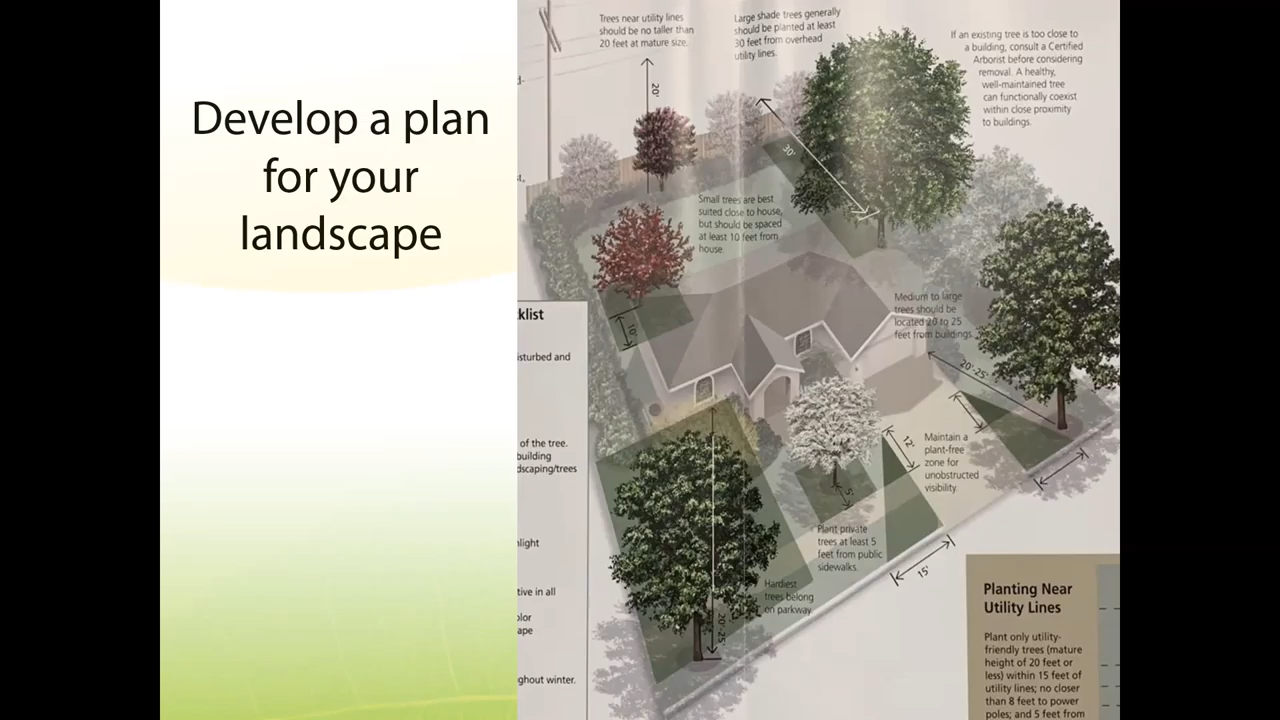 Develop a plan
for your
landscape
Trees near utility lines
should be no taller than
20 feet at mature size.
Large shade trees generally
should be planted at least
30 feet from overhead
utility lines.
If an existing tree is too close to
a building, consult a Certified
Arborist before considering
removal. A healthy,
well-maintained tree
can functionally coexist
within close proximity
to buildings.
20'
30'
Small trees are best
suited close to house,
but should be spaced
at least 10 feet from
house.
10'
Medium to large
trees should be
located 20 to 25
feet from buildings.
20'-25'
12'
Maintain a
plant-free
zone for
unobstructed
visibility.
5'
Plant private
trees at least 5
feet from public
sidewalks.
15'
Hardiest
trees belong
on parkway
20'-25'
klist
isturbed and
of the tree.
building
dscaping/trees
nlight
tive in all
olor
ape
ghout winter.
Planting Near
Utility Lines
Plant only utility-
friendly trees (mature
height of 20 feet or
less) within 15 feet of
utility lines; no closer
than 8 feet to power
poles; and 5 feet from